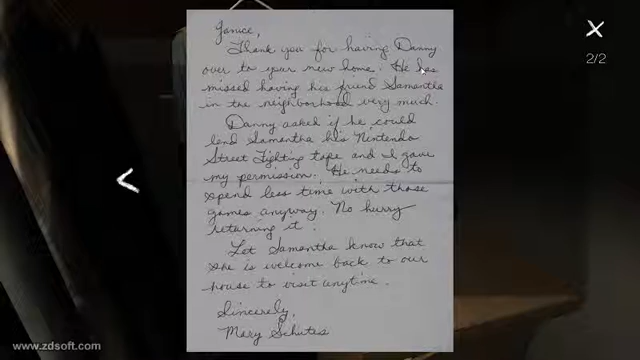 2/2
Janice,
Thank you for having Danny
over to your new home. He has
missed having his friend Samantha
in the neighborhood very much.
Danny asked if he could
lend Samantha his Nintendo
Street Fighting tape and I gave
my permission. He needs to
spend less time with those
games anyway. No hurry
returning it.
Let Samantha know that
she is welcome back to our
house to visit anytime.
Sincerely,
Mary Schutes
www.zdsoft.com